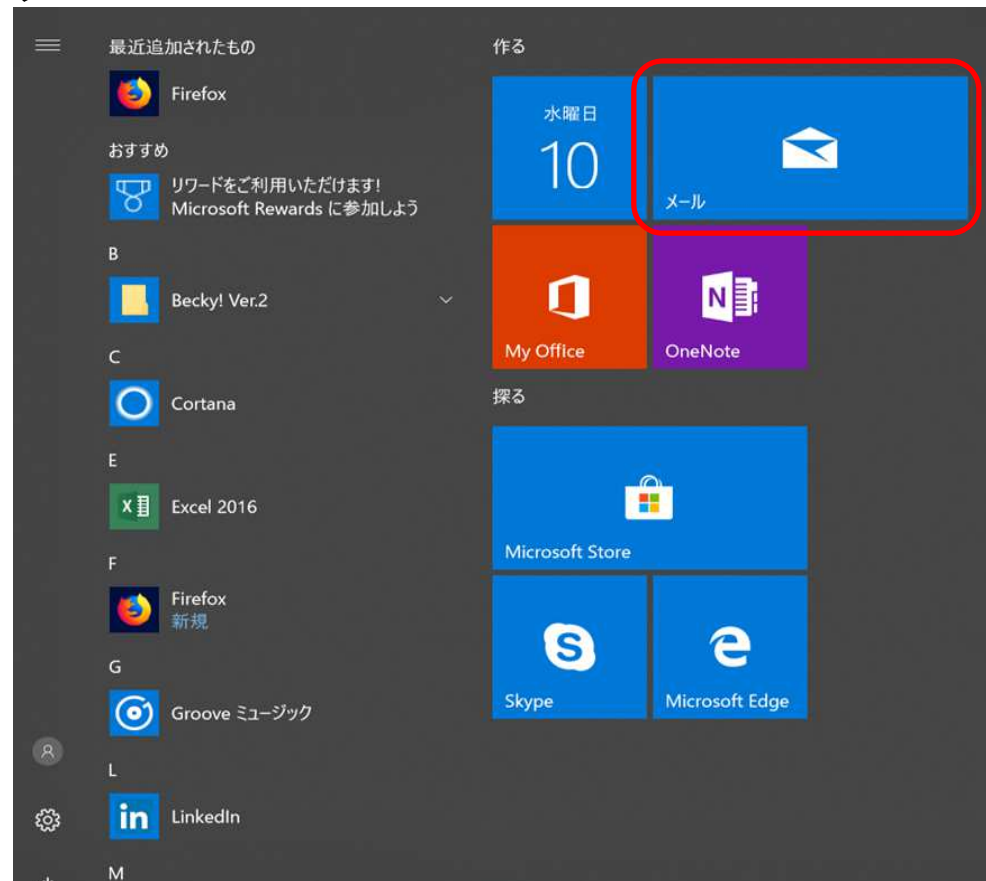 最近追加されたもの
Firefox
おすすめ
リワードをご利用いただけます!
Microsoft Rewards に参加しよう
B
Becky! Ver.2
C
Cortana
E
Excel 2016
F
Firefox
新規
G
Groove ミュージック
L
LinkedIn
M
作る
水曜日
10
メール
My Office
OneNote
探る
Microsoft Store
Skype
Microsoft Edge